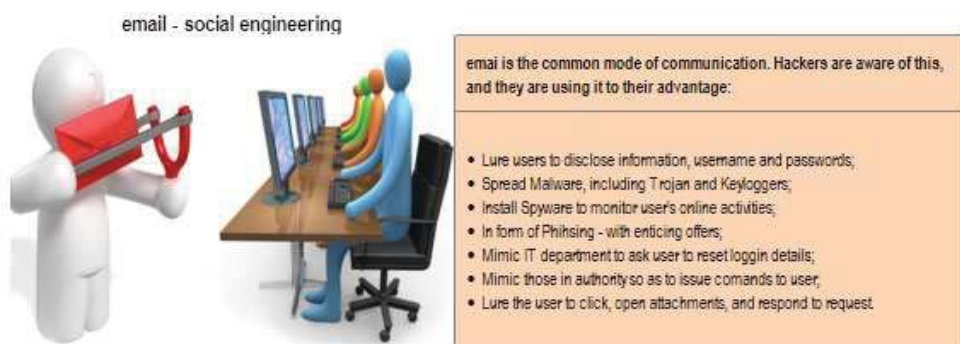 email - social engineering
emai is the common mode of communication. Hackers are aware of this,
and they are using it to their advantage:
• Lure users to disclose information, username and passwords;
• Spread Malware, including Trojan and Keyloggers;
• Install Spyware to monitor user's online activities;
• In form of Phihsing - with enticing offers;
• Mimic IT department to ask user to reset loggin details;
• Mimic those in authority so as to issue comands to user;
• Lure the user to click, open attachments, and respond to request.